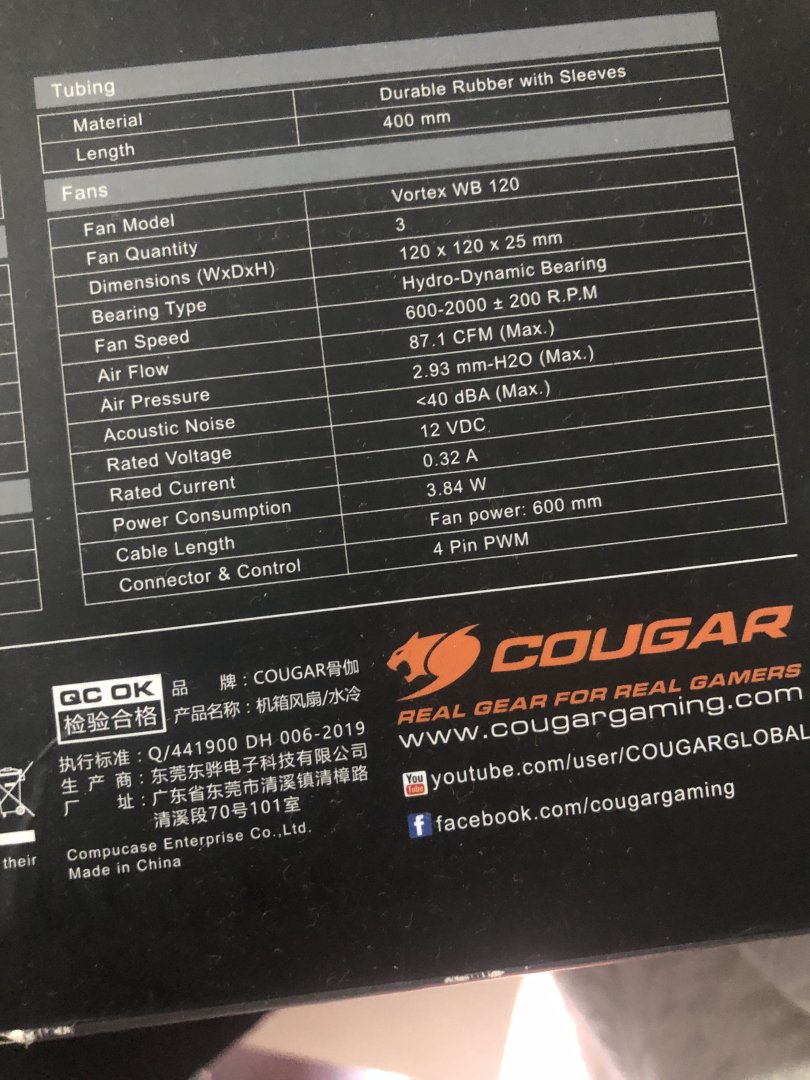 Tubing
Material Durable Rubber with Sleeves
Length 400 mm
Fans
Fan Model Vortex WB 120
Fan Quantity 3
Dimensions (WxDxH) 120 x 120 x 25 mm
Bearing Type Hydro-Dynamic Bearing
Fan Speed 600-2000 ± 200 R.P.M
Air Flow 87.1 CFM (Max.)
Air Pressure 2.93 mm-H2O (Max.)
Acoustic Noise <40 dBA (Max.)
Rated Voltage 12 VDC
Rated Current 0.32 A
Power Consumption 3.84 W
Cable Length Fan power: 600 mm
Connector & Control 4 Pin PWM
QC OK
检验合格
品 牌：COUGAR骨伽
产品名称：机箱风扇/水冷
执行标准：Q/441900 DH 006-2019
生 产 商：东莞东骅电子科技有限公司
厂 址：广东省东莞市清溪镇清樟路
清溪段70号101室
Compucase Enterprise Co.,Ltd.
Made in China
their
COUGAR
REAL GEAR FOR REAL GAMERS
www.cougargaming.com
You Tube youtube.com/user/COUGARGLOBAL
f facebook.com/cougargaming